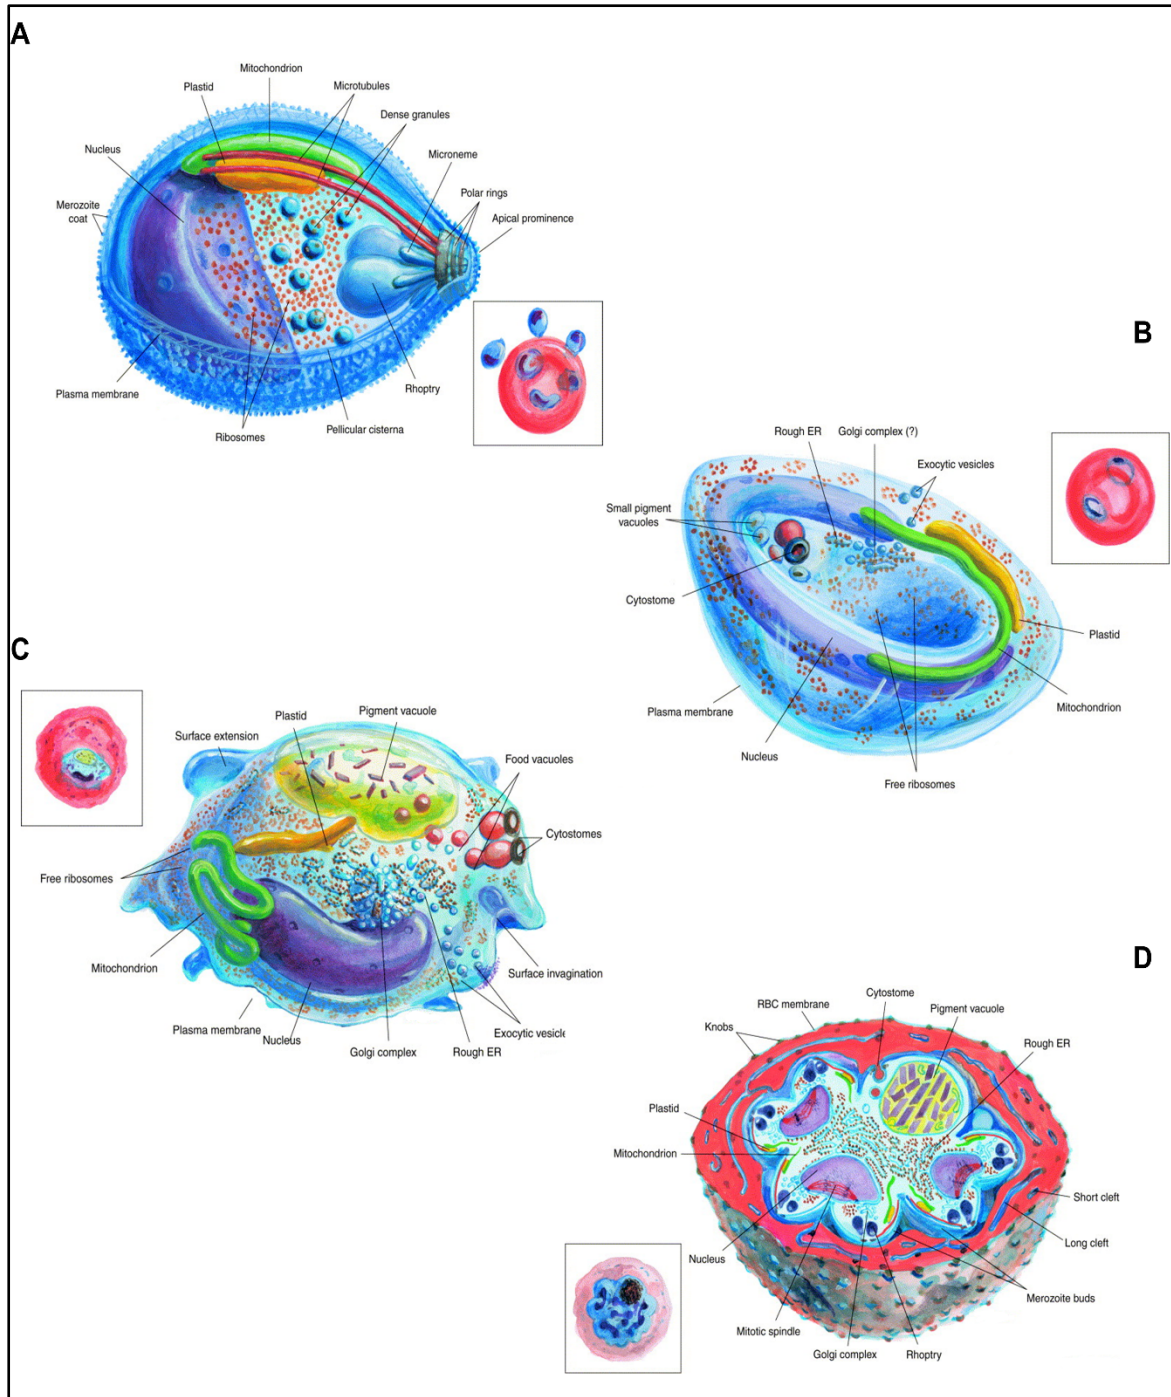 A
Mitochondrion
Plastid
Microtubules
Dense granules
Nucleus
Microneme
Polar rings
Merozoite
coat
Apical prominence
Plasma membrane
Rhoptry
Ribosomes
Pellicular cisterna
B
Rough ER
Golgi complex (?)
Exocytic vesicles
Small pigment
vacuoles
Cytostome
Plastid
Plasma membrane
Mitochondrion
Nucleus
Free ribosomes
C
Surface extension
Plastid
Pigment vacuole
Food vacuoles
Cytostomes
Free ribosomes
Mitochondrion
Surface invagination
Plasma membrane
Nucleus
Golgi complex
Rough ER
Exocytic vesicle
D
Cytostome
RBC membrane
Pigment vacuole
Knobs
Rough ER
Plastid
Mitochondrion
Short cleft
Long cleft
Nucleus
Merozoite buds
Mitotic spindle
Golgi complex
Rhoptry